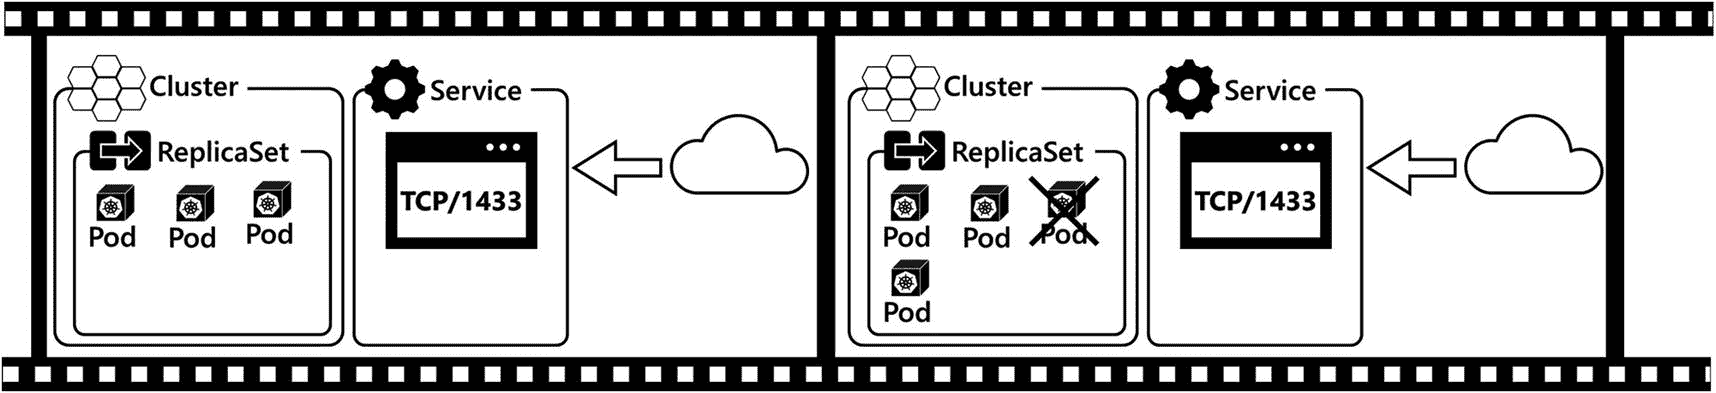 Cluster
Service
ReplicaSet
TCP/1433
Pod
Pod
Pod
Cluster
Service
ReplicaSet
TCP/1433
Pod
Pod
Pod
Pod